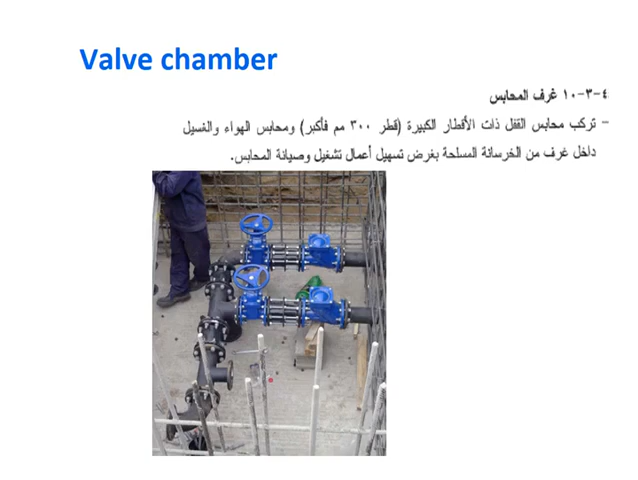 Valve chamber
٤-٣-١٠ غرف المحابس
- تركب محابس القفل ذات الأقطار الكبيرة (قطر ٣٠٠ مم فأكبر) ومحابس الهواء والغسيل
داخل غرف من الخرسانة المسلحة بغرض تسهيل أعمال تشغيل وصيانة المحابس.